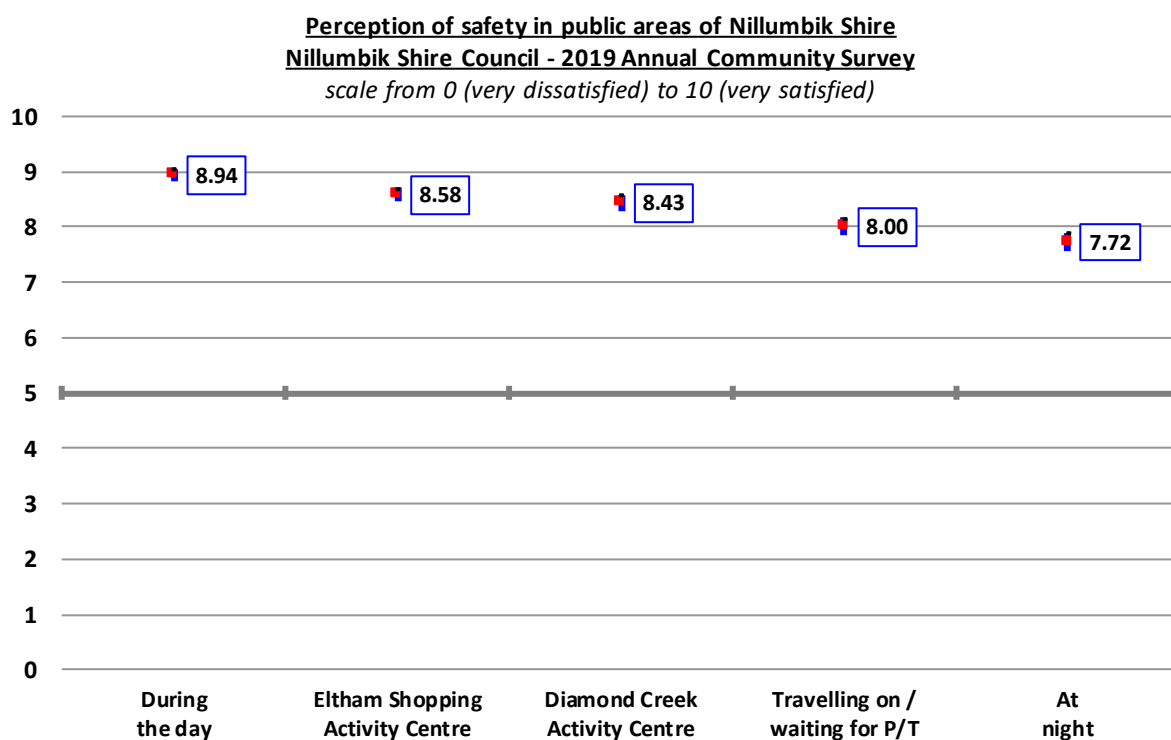 Perception of safety in public areas of Nillumbik Shire
Nillumbik Shire Council - 2019 Annual Community Survey
scale from 0 (very dissatisfied) to 10 (very satisfied)
10
9
8
7
6
5
4
3
2
1
0
8.94
8.58
8.43
8.00
7.72
During
the day
Eltham Shopping
Activity Centre
Diamond Creek
Activity Centre
Travelling on /
waiting for P/T
At
night